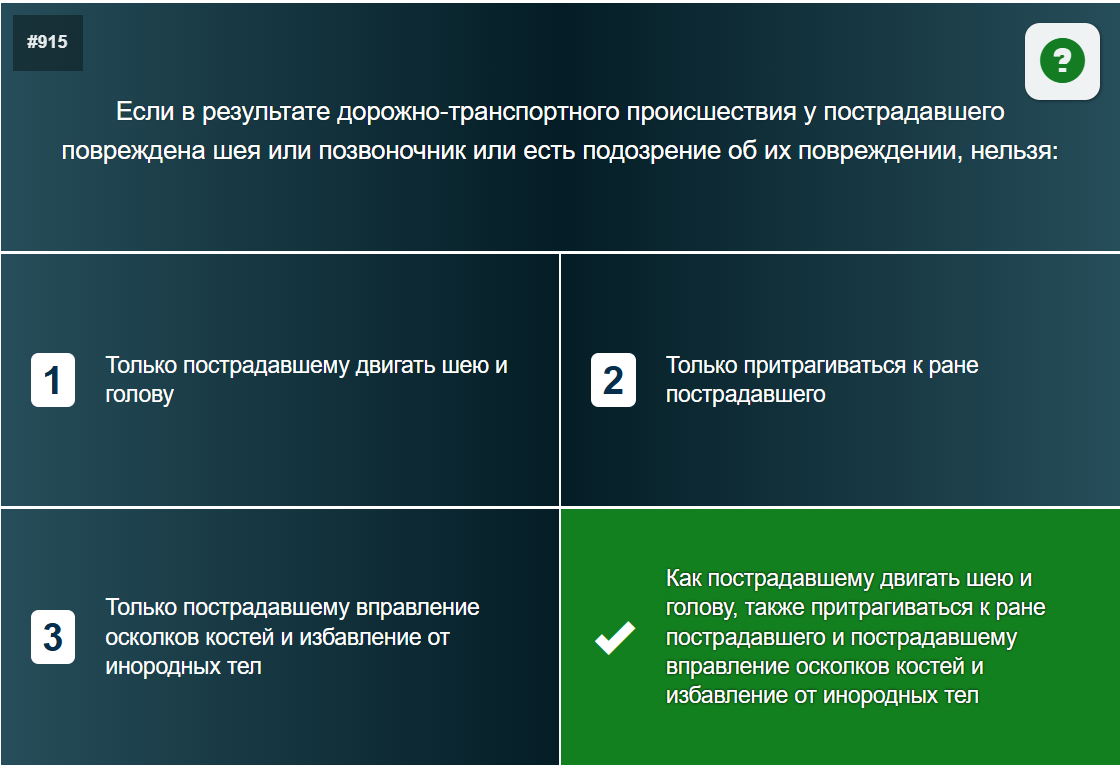 #915
?
Если в результате дорожно-транспортного происшествия у пострадавшего
повреждена шея или позвоночник или есть подозрение об их повреждении, нельзя:
1
Только пострадавшему двигать шею и
голову
2
Только притрагиваться к ране
пострадавшего
3
Только пострадавшему вправление
осколков костей и избавление от
инородных тел
Как пострадавшему двигать шею и
голову, также притрагиваться к ране
пострадавшего и пострадавшему
вправление осколков костей и
избавление от инородных тел